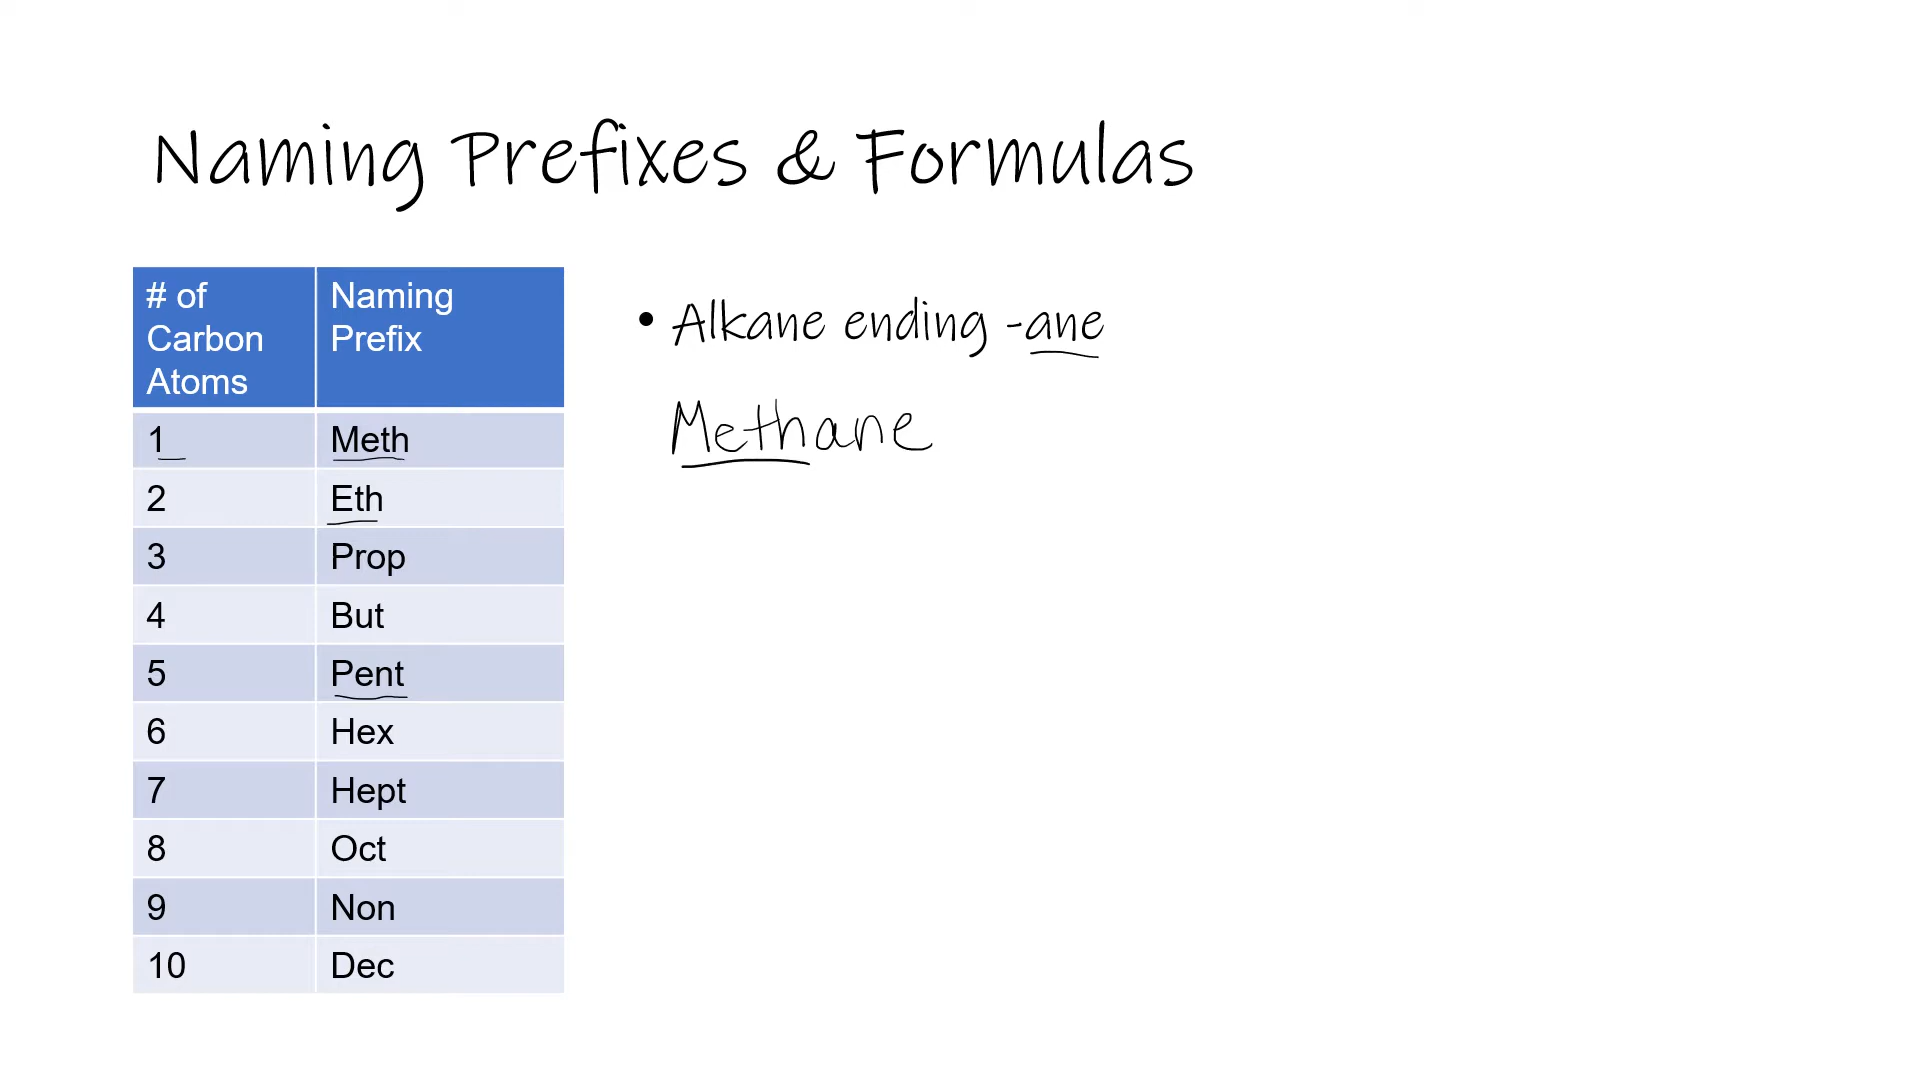 Naming Prefixes & Formulas
# of Carbon Atoms
Naming Prefix
1 Meth
2 Eth
3 Prop
4 But
5 Pent
6 Hex
7 Hept
8 Oct
9 Non
10 Dec
• Alkane ending -ane
Methane